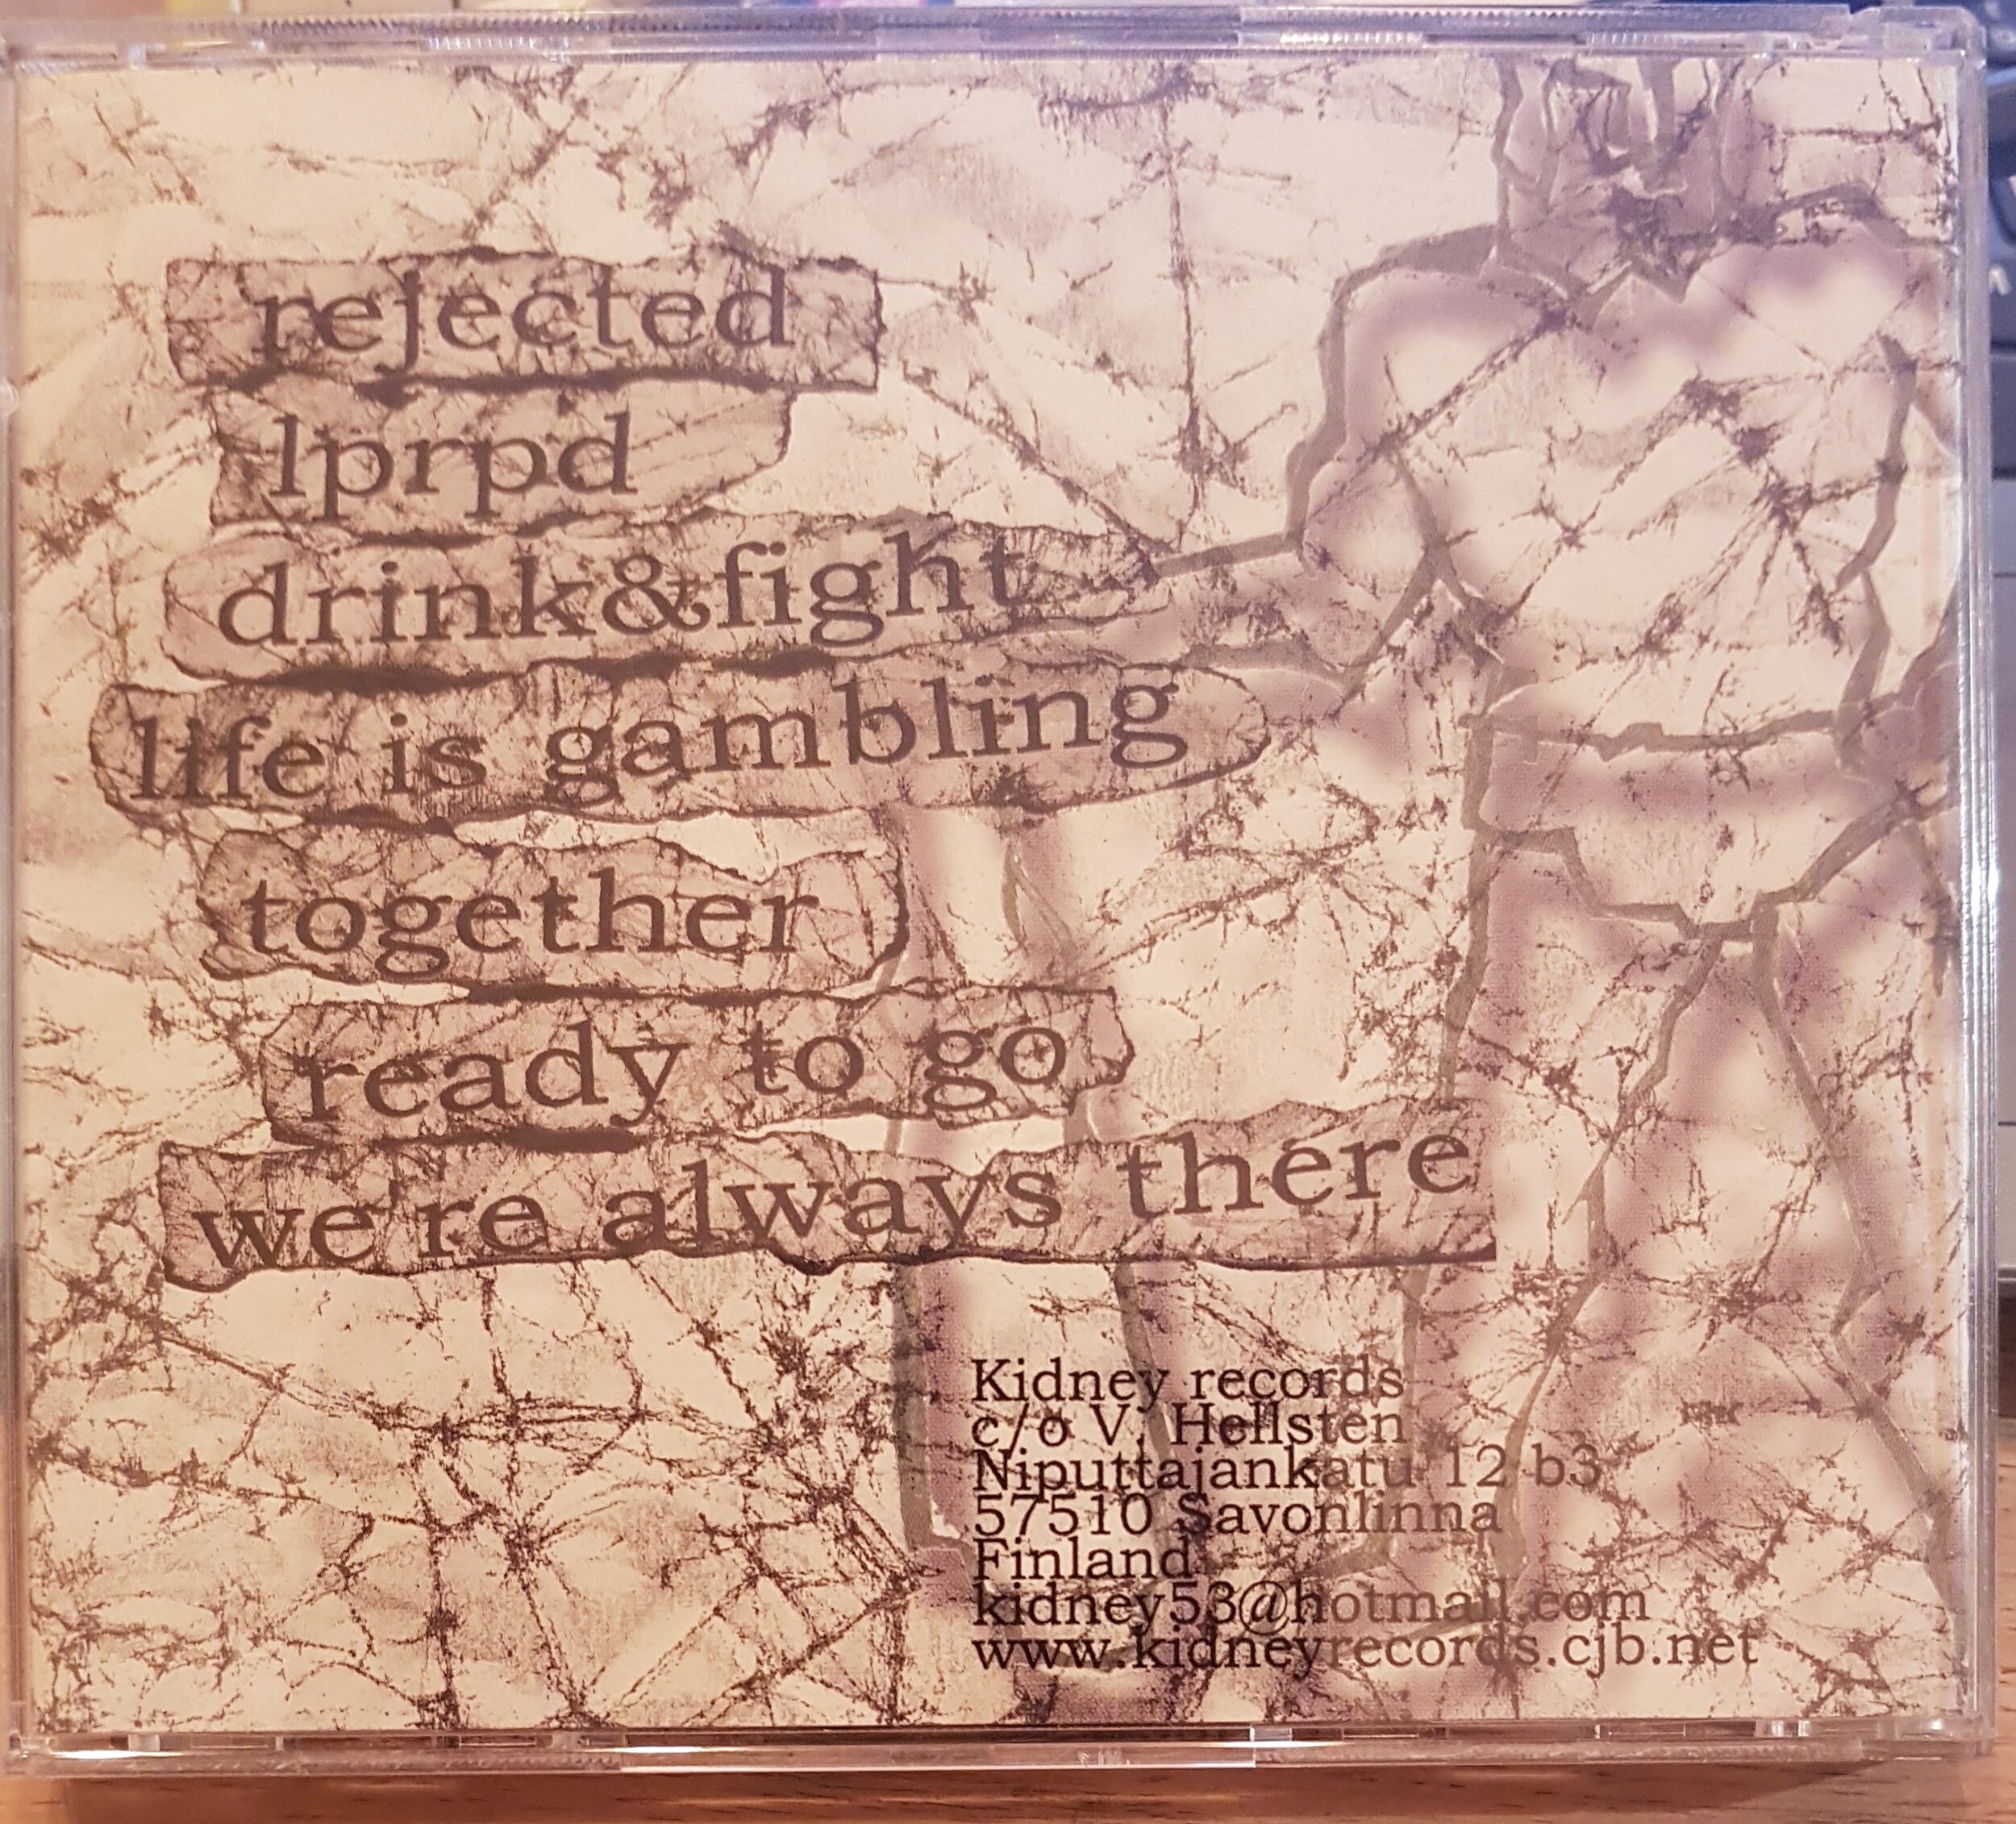 rejected
lprpd
drink&fight
life is gambling
together
ready to go
we're always there
Kidney records
c/o V. Hellsten
Niputtajankatu 12 b3
57510 Savonlinna
Finland
kidney53@hotmail.com
www.kidneyrecords.cjb.net